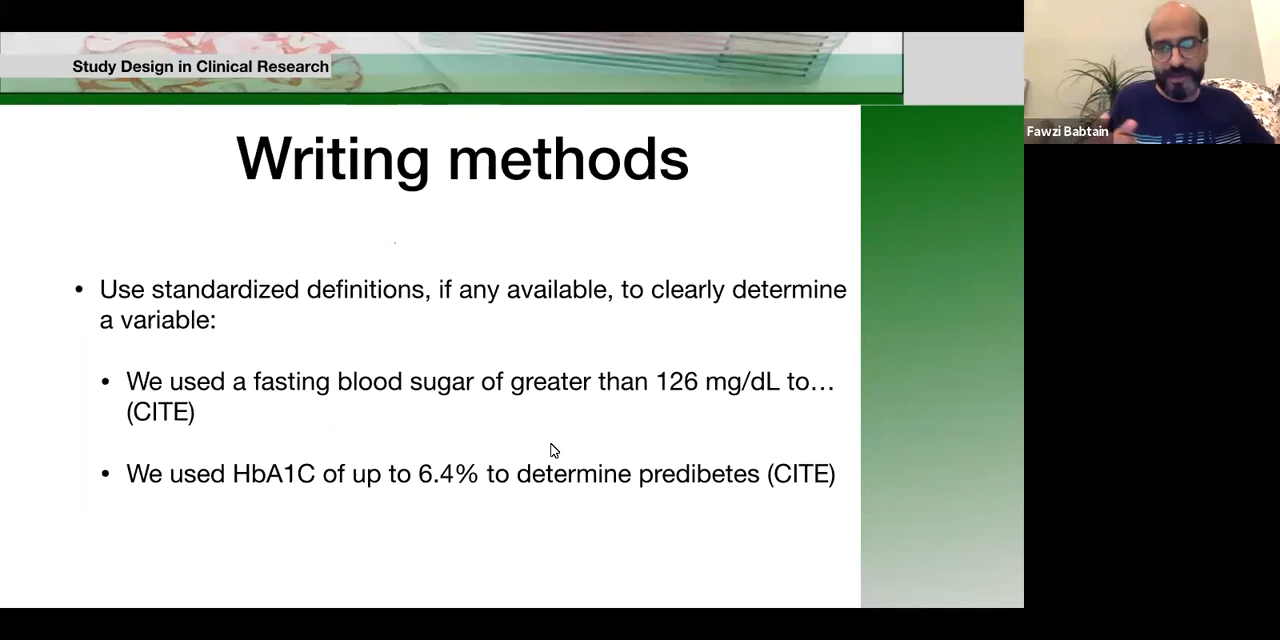 Study Design in Clinical Research
Fawzi Babtain
Writing methods
• Use standardized definitions, if any available, to clearly determine
a variable:
• We used a fasting blood sugar of greater than 126 mg/dL to…
(CITE)
• We used HbA1C of up to 6.4% to determine predibetes (CITE)